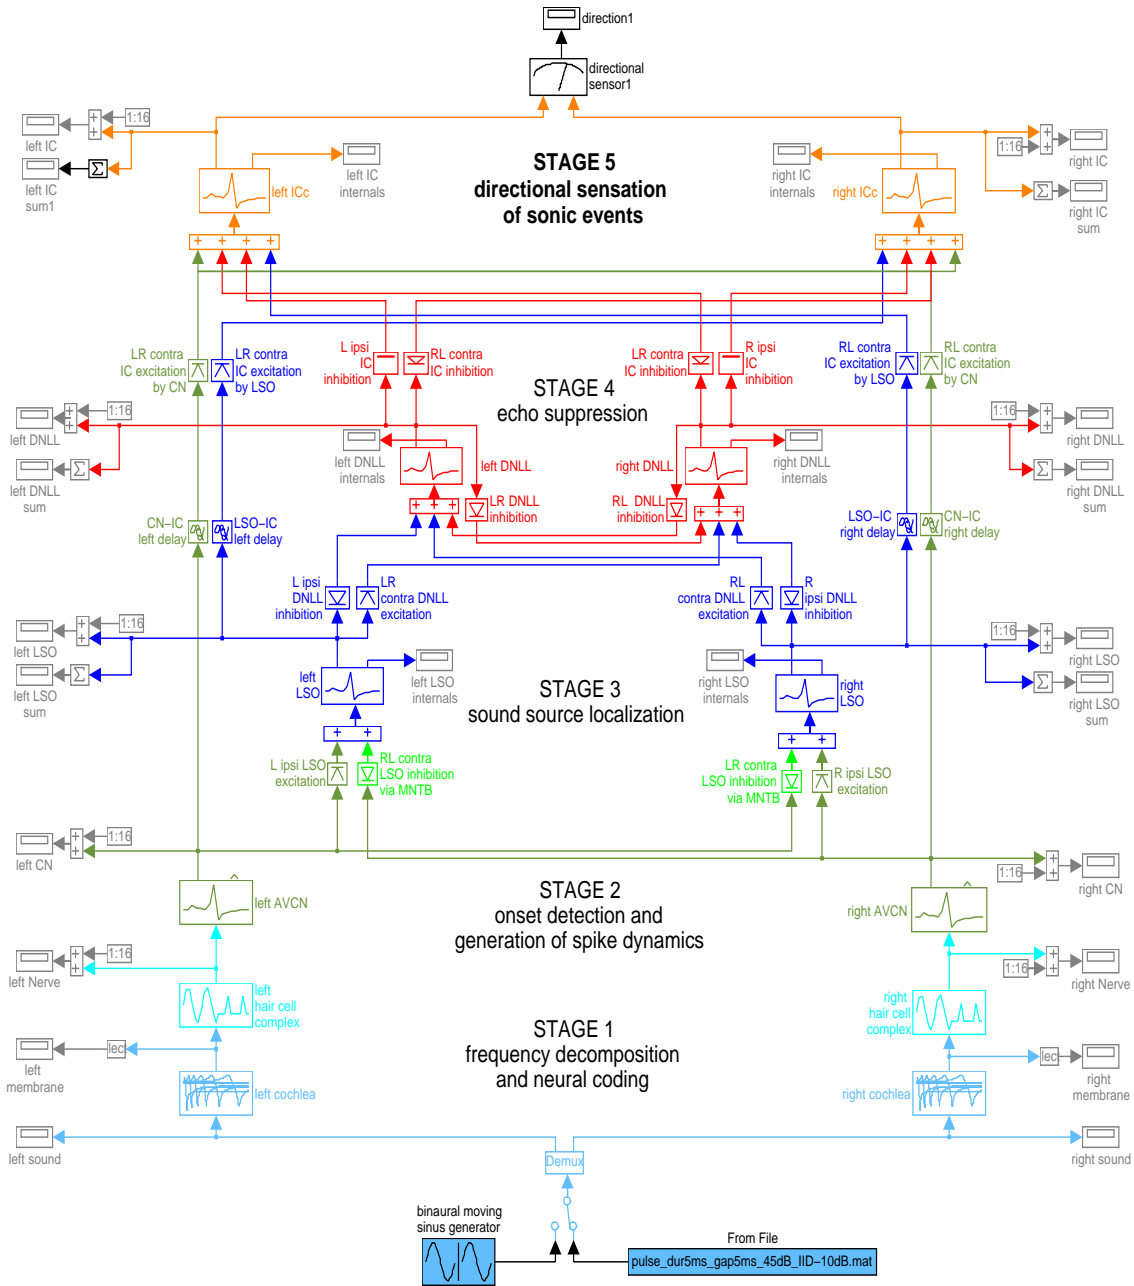 direction1
directional
sensor1
1:16
+
+
left IC
Σ
left IC
sum1
left IC
internals
left ICc
STAGE 5
directional sensation
of sonic events
right IC
internals
right ICc
+
+
1:16
right IC
Σ
right IC
sum
+ + + +
+ + + +
LR contra
IC excitation
by CN
LR contra
IC excitation
by LSO
L ipsi
IC
inhibition
RL contra
IC inhibition
LR contra
IC inhibition
R ipsi
IC
inhibition
RL contra
IC excitation
by LSO
RL contra
IC excitation
by CN
STAGE 4
echo suppression
1:16
+
+
left DNLL
Σ
left DNLL
sum
left DNLL
internals
left DNLL
right DNLL
right DNLL
internals
1:16
+
+
right DNLL
Σ
right DNLL
sum
+ + +
LR DNLL
inhibition
RL DNLL
inhibition
+ + +
CN–IC
left delay
LSO–IC
left delay
LSO–IC
right delay
CN–IC
right delay
L ipsi
DNLL
inhibition
LR
contra DNLL
excitation
RL
contra DNLL
excitation
R
ipsi DNLL
inhibition
1:16
+
+
left LSO
Σ
left LSO
sum
left
LSO
left LSO
internals
STAGE 3
sound source localization
right LSO
internals
right
LSO
1:16
+
+
right LSO
Σ
right LSO
sum
+ +
+ +
L ipsi LSO
excitation
RL contra
LSO inhibition
via MNTB
LR contra
LSO inhibition
via MNTB
R ipsi LSO
excitation
1:16
+
+
left CN
left AVCN
STAGE 2
onset detection and
generation of spike dynamics
right AVCN
+
+
1:16
right CN
1:16
+
+
left Nerve
left
hair cell
complex
right
hair cell
complex
+
+
1:16
right Nerve
STAGE 1
frequency decomposition
and neural coding
lect
left
membrane
left cochlea
right cochlea
lect
right
membrane
left sound
right sound
Demux
binaural moving
sinus generator
From File
pulse_dur5ms_gap5ms_45dB_IID–10dB.mat